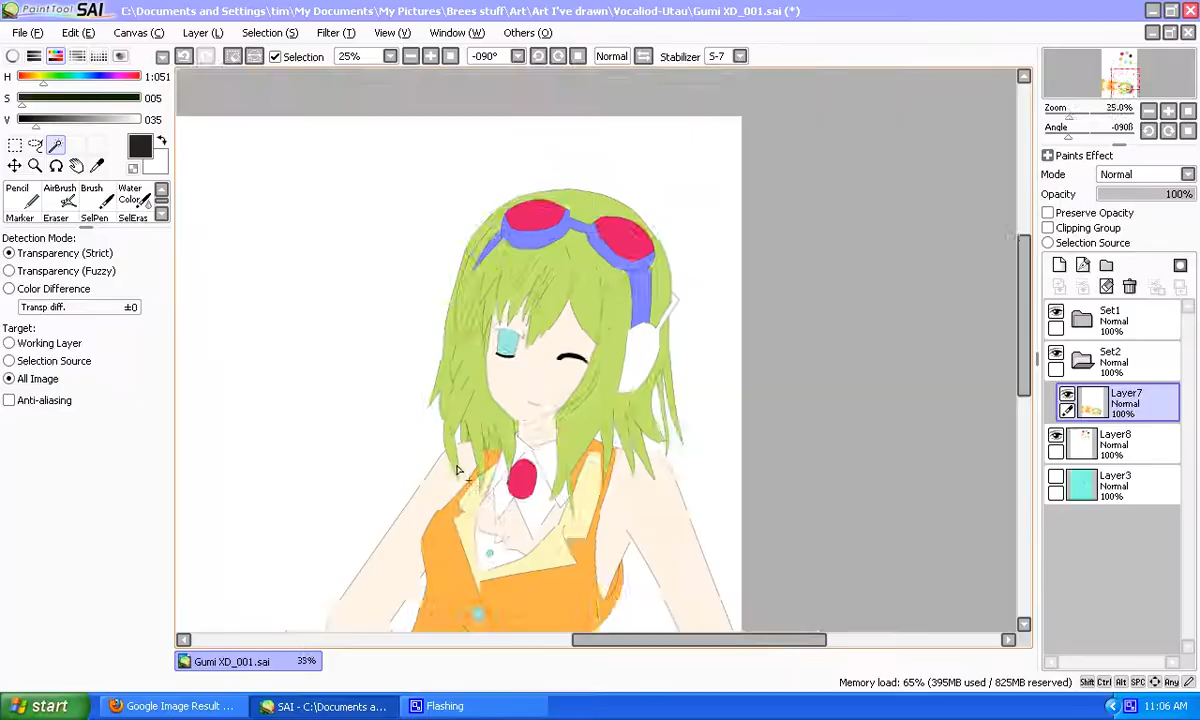 PaintTool SAI C:\Documents and Settings\tim\My Documents\My Pictures\Brees stuff\Art\Art I've drawn\Vocaliod-Utau\Gumi XD_001.sai (*)
File (F) Edit (E) Canvas (C) Layer (L) Selection (S) Filter (T) View (V) Window (W) Others (O)
Selection 25% -090° Normal Stabilizer S-7
H 1:051
S 005
V 035
Pencil AirBrush Brush Water Color
Marker Eraser SelPen SelEras
Detection Mode:
Transparency (Strict)
Transparency (Fuzzy)
Color Difference
Transp diff. ±0
Target:
Working Layer
Selection Source
All Image
Anti-aliasing
Zoom 25.0%
Angle -090ß
Paints Effect
Mode Normal
Opacity 100%
Preserve Opacity
Clipping Group
Selection Source
Set1
Normal
100%
Set2
Normal
100%
Layer7
Normal
100%
Layer8
Normal
100%
Layer3
Normal
100%
Gumi XD_001.sai 33%
Memory load: 65% (395MB used / 825MB reserved) Shift Ctrl Alt SPC Any
start Google Image Result ... SAI - C:\Documents a... Flashing 11:06 AM